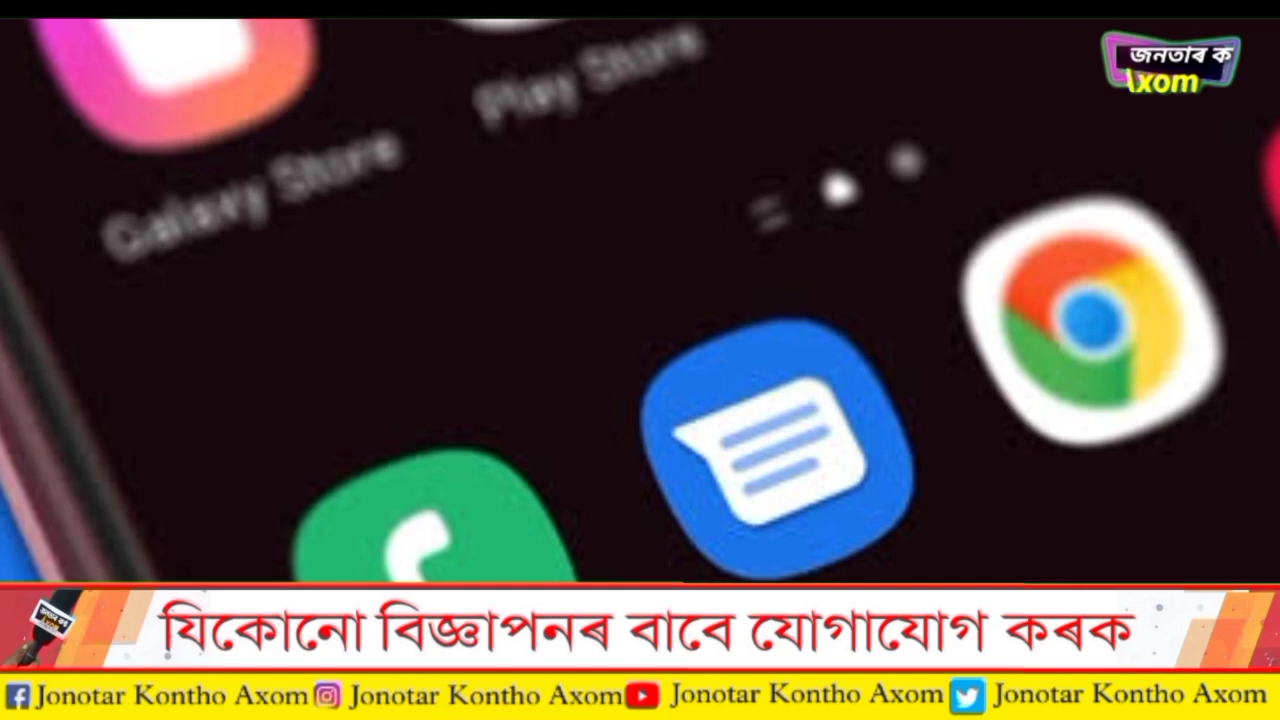 জনতাৰ ক
Axom
Play Store
Galaxy Store
যিকোনো বিজ্ঞাপনৰ বাবে যোগাযোগ কৰক
Jonotar Kontho Axom Jonotar Kontho Axom Jonotar Kontho Axom Jonotar Kontho Axom